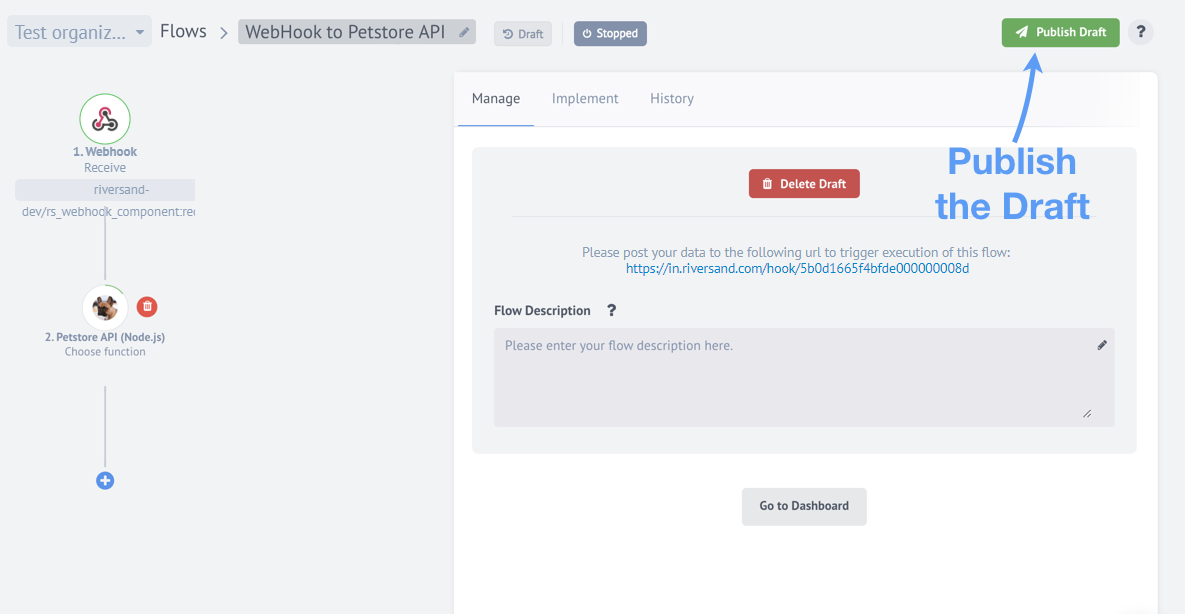 Test organiz...
Flows
WebHook to Petstore API
Draft
Stopped
Publish Draft
?
Manage
Implement
History
Publish
the Draft
1. Webhook
Receive
riversand-
dev/rs_webhook_component:rec
Delete Draft
Please post your data to the following url to trigger execution of this flow:
https://in.riversand.com/hook/5b0d1665f4bfde000000008d
2. Petstore API (Node.js)
Choose function
Flow Description ?
Please enter your flow description here.
Go to Dashboard